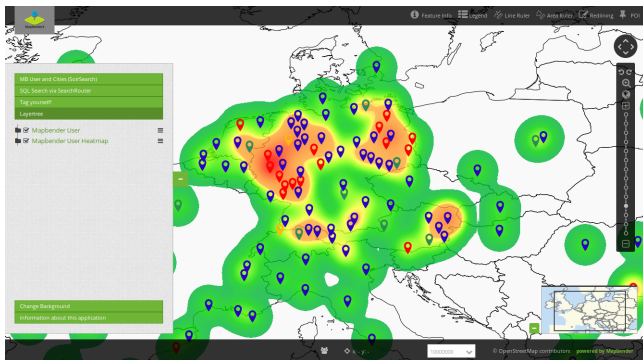 mapbender3
Feature Info
Legend
Line Ruler
Area Ruler
Redlining
POI
MB User and Cities (SolrSearch)
SQL Search via SearchRouter
Tag yourself!
Layertree
Mapbender User
Mapbender User Heatmap
Change Background
Information about this application
x - y -
© OpenStreetMap contributors
powered by Mapbender